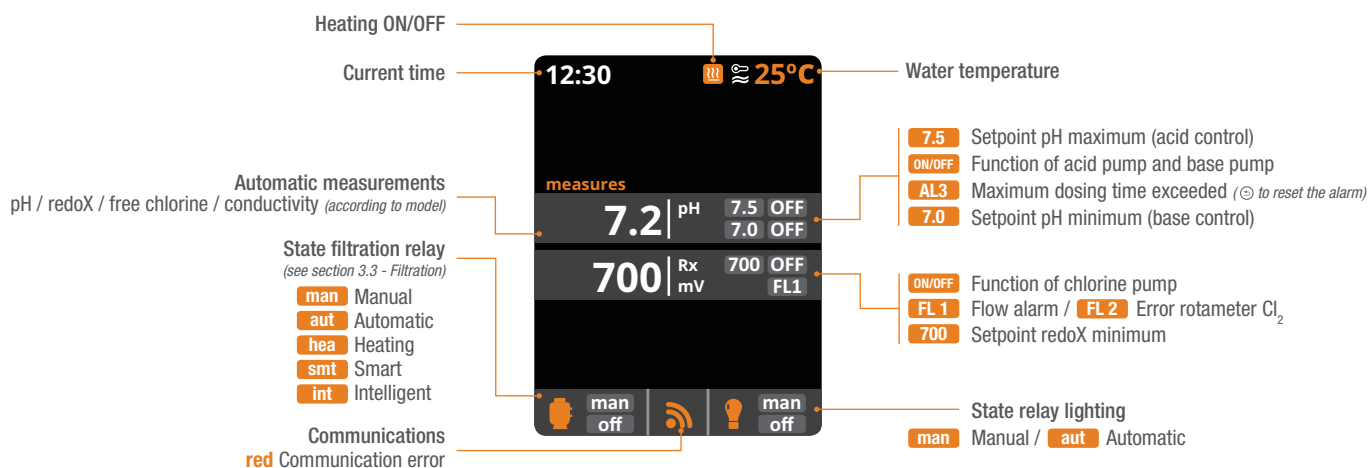 Heating ON/OFF
Current time
Automatic measurements
pH / redoX / free chlorine / conductivity (according to model)
State filtration relay
(see section 3.3 - Filtration)
man Manual
aut Automatic
hea Heating
smt Smart
int Intelligent
Communications
red Communication error
12:30 25ºC
measures
7.2 pH 7.5 OFF
7.0 OFF
700 Rx 700 OFF
mV FL1
man man
off off
Water temperature
7.5 Setpoint pH maximum (acid control)
ON/OFF Function of acid pump and base pump
AL3 Maximum dosing time exceeded ( to reset the alarm)
7.0 Setpoint pH minimum (base control)
ON/OFF Function of chlorine pump
FL 1 Flow alarm / FL 2 Error rotameter Cl2
700 Setpoint redoX minimum
State relay lighting
man Manual / aut Automatic